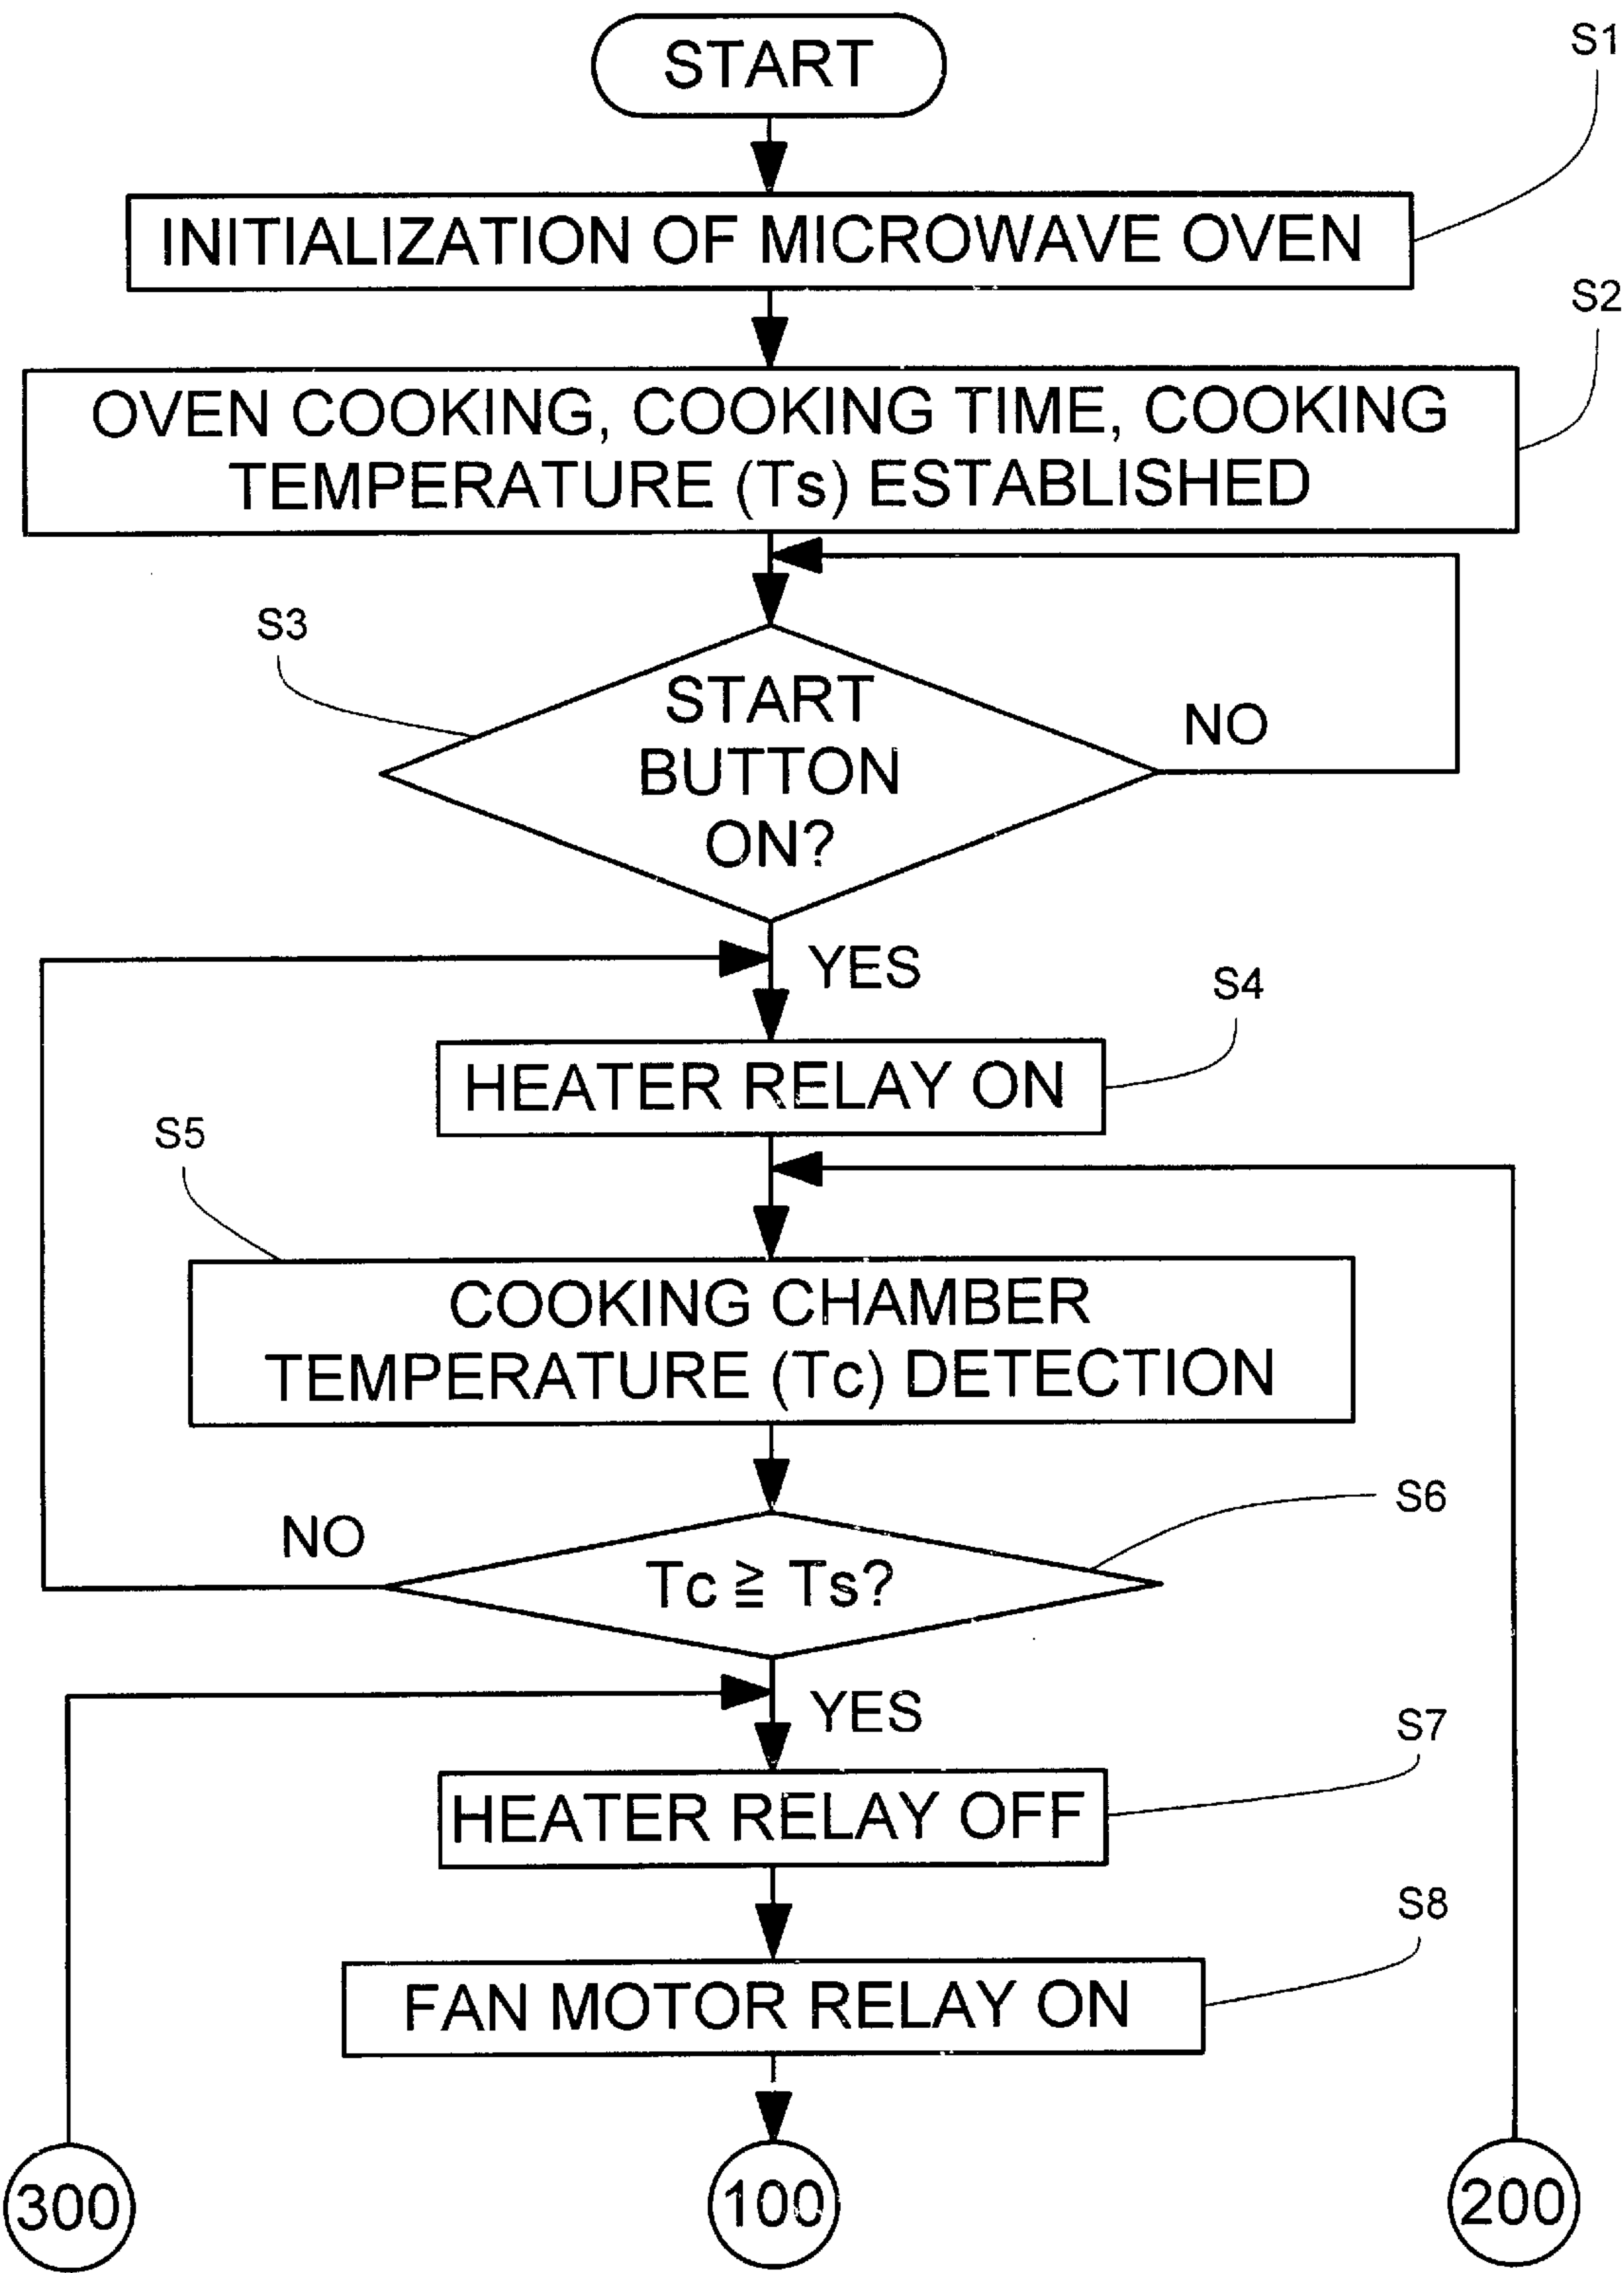 START
S1
INITIALIZATION OF MICROWAVE OVEN
S2
OVEN COOKING, COOKING TIME, COOKING
TEMPERATURE (Ts) ESTABLISHED
S3
START
BUTTON
ON?
NO
YES
S4
HEATER RELAY ON
S5
COOKING CHAMBER
TEMPERATURE (Tc) DETECTION
S6
NO
Tc ≧ Ts?
YES
S7
HEATER RELAY OFF
S8
FAN MOTOR RELAY ON
300
100
200